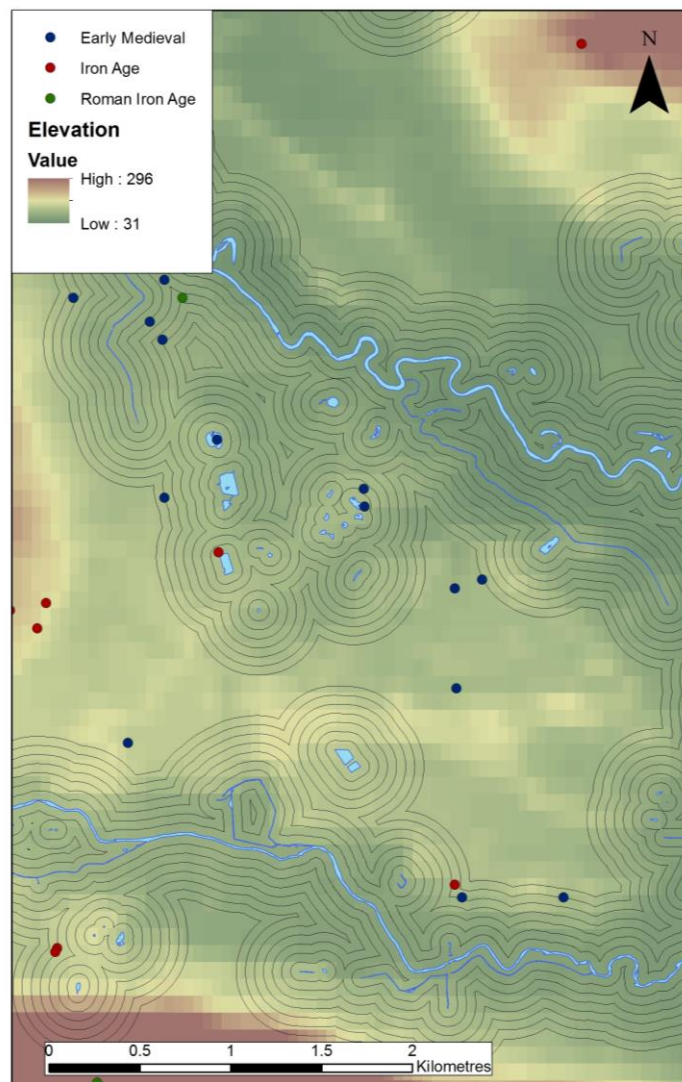 Early Medieval
Iron Age
Roman Iron Age
Elevation
Value
High : 296
Low : 31
N
0 0.5 1 1.5 2
Kilometres